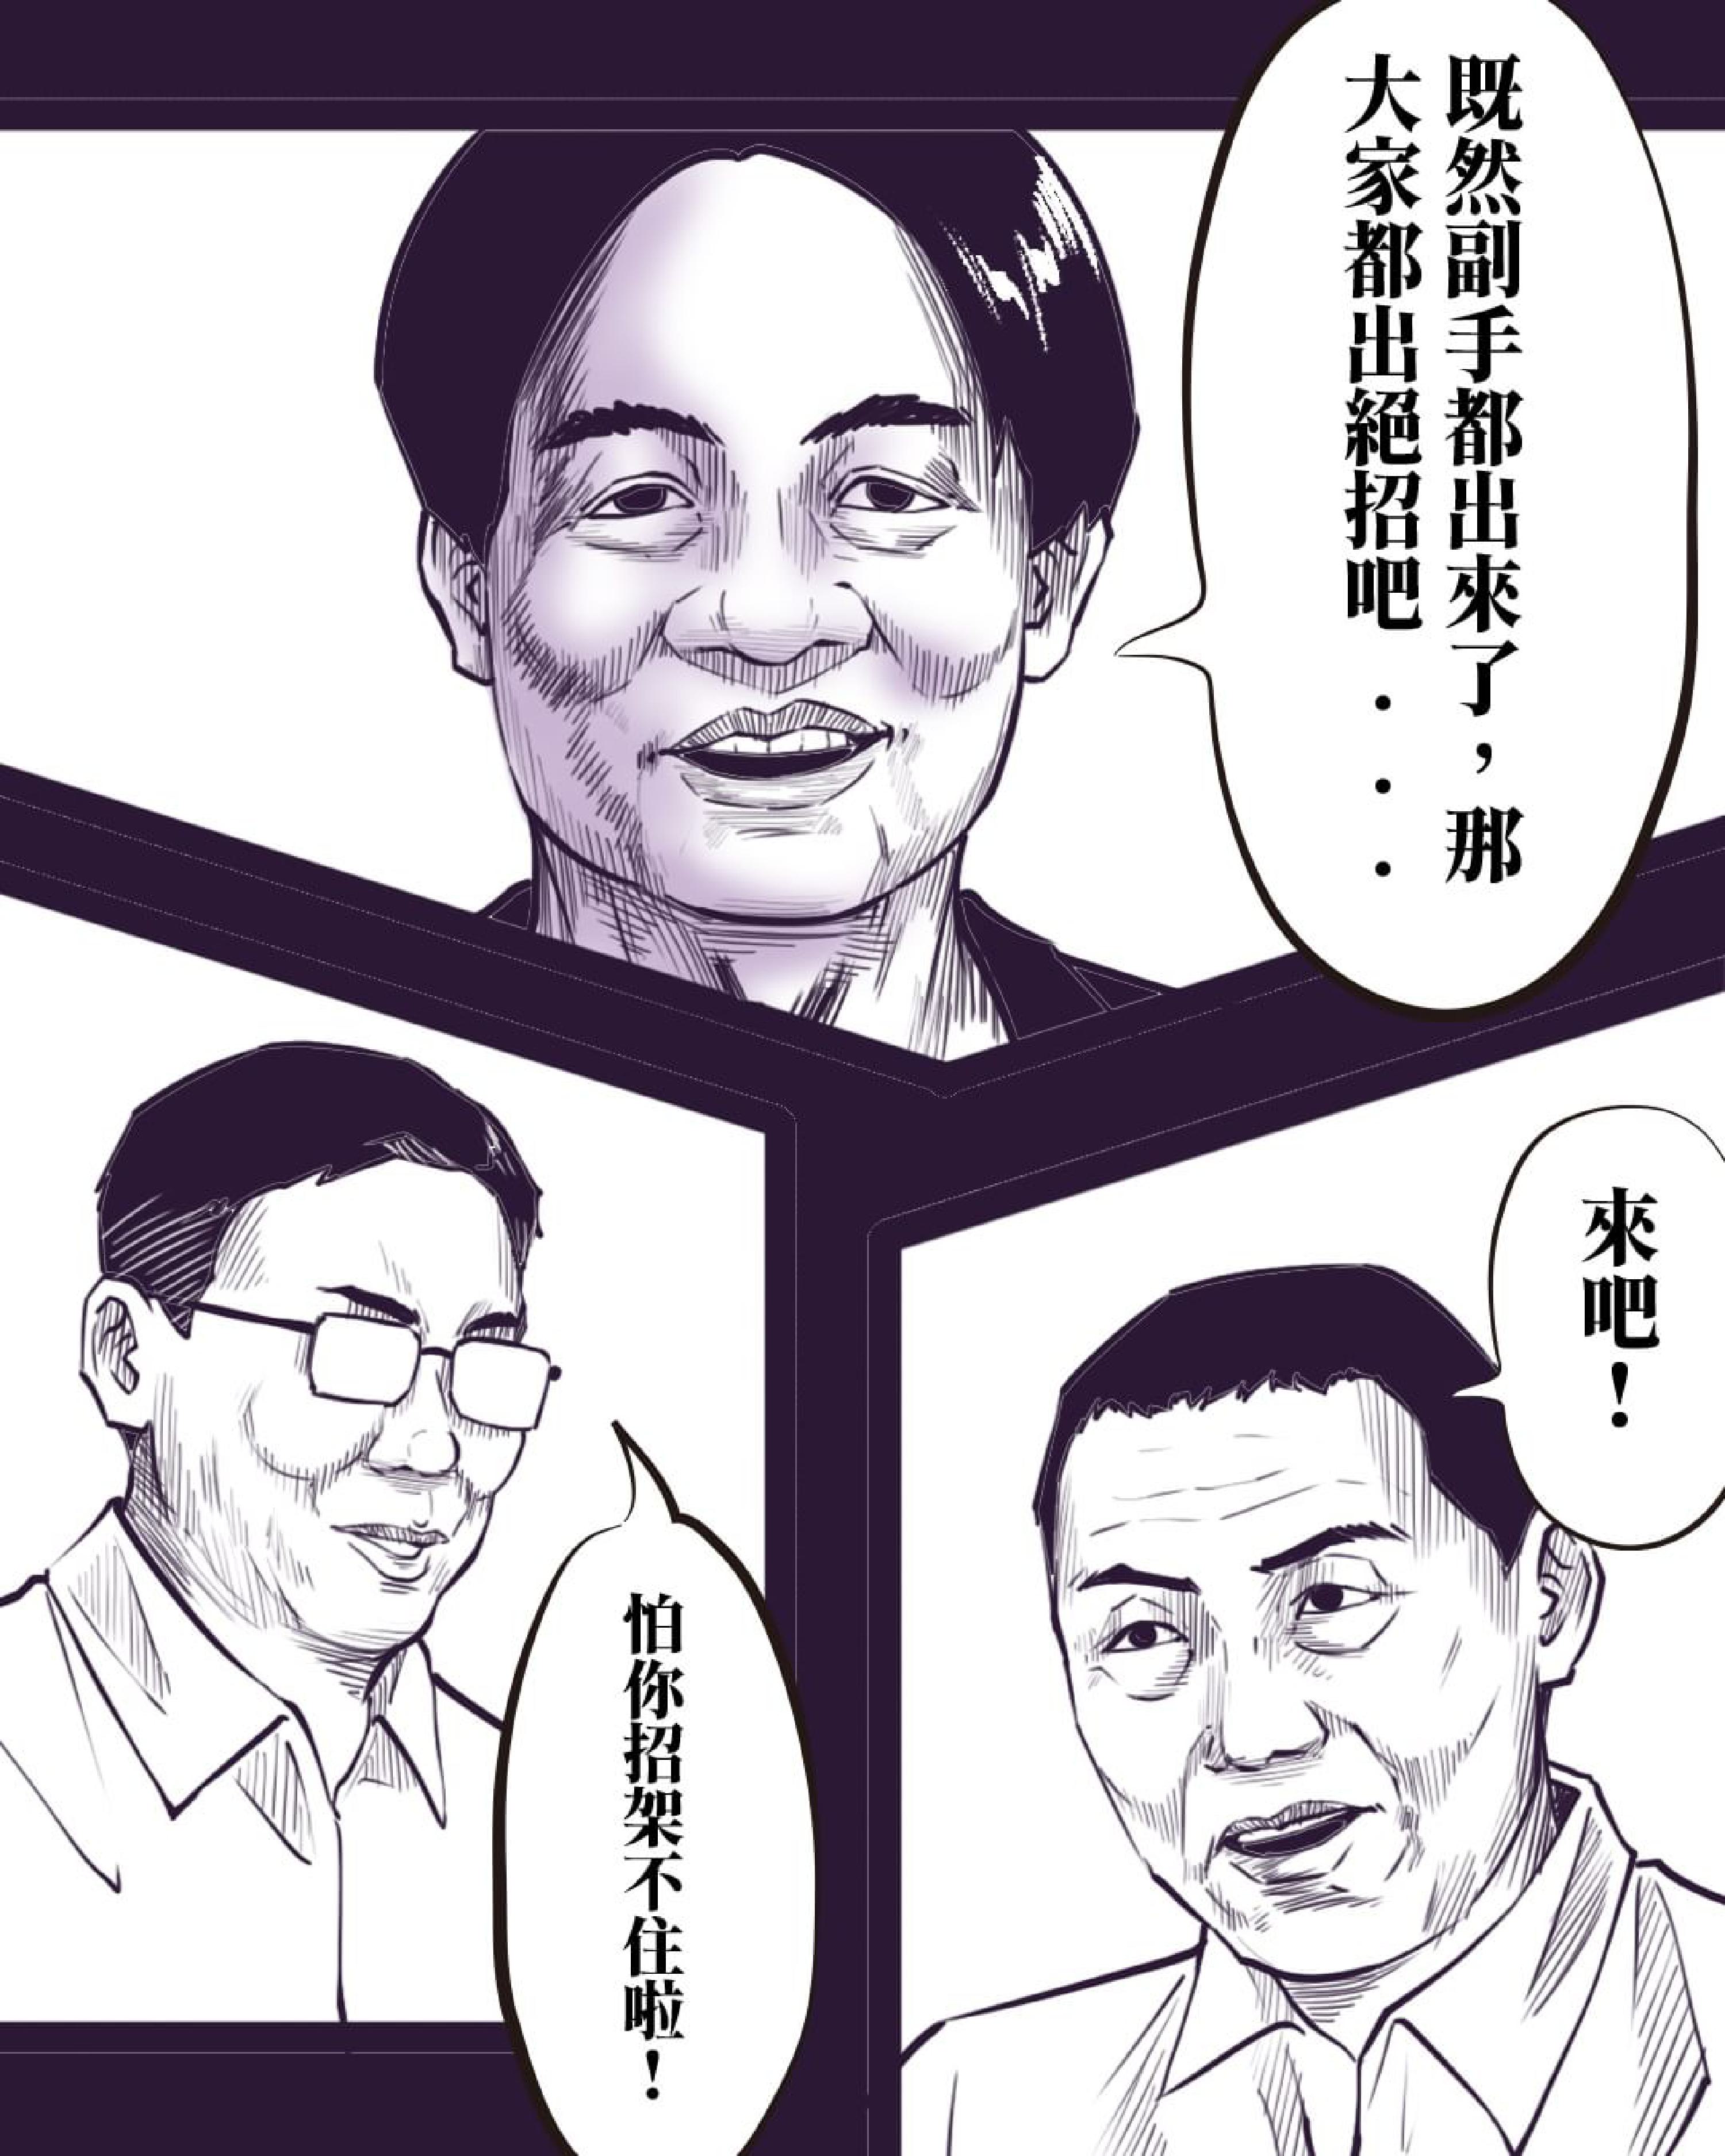 既然副手都出來了，那
大家都出絕招吧...
來吧！
怕你招架不住啦！